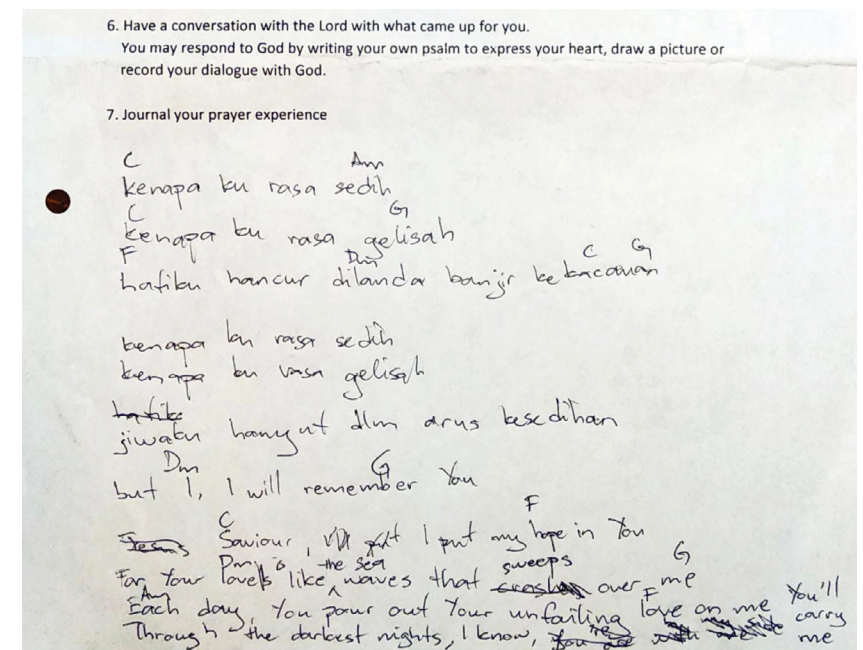 6. Have a conversation with the Lord with what came up for you.
You may respond to God by writing your own psalm to express your heart, draw a picture or
record your dialogue with God.
7. Journal your prayer experience
C Am
kenapa ku rasa sedih
C G
kenapa ku rasa gelisah
F Dm C G
hatiku hancur dilanda banjir kekacauan
kenapa ku rasa sedih
kenapa ku rasa gelisah
hatiku
jiwaku hanyut dlm arus kesedihan
Dm G
but I, I will remember You
C F
Jesus Saviour, I put my hope in You
Dm G
For Your love is like the sea waves that crashes sweeps over me
Am F
Each day, You pour out Your unfailing love on me You'll
Through the darkest nights, I know, carry
me